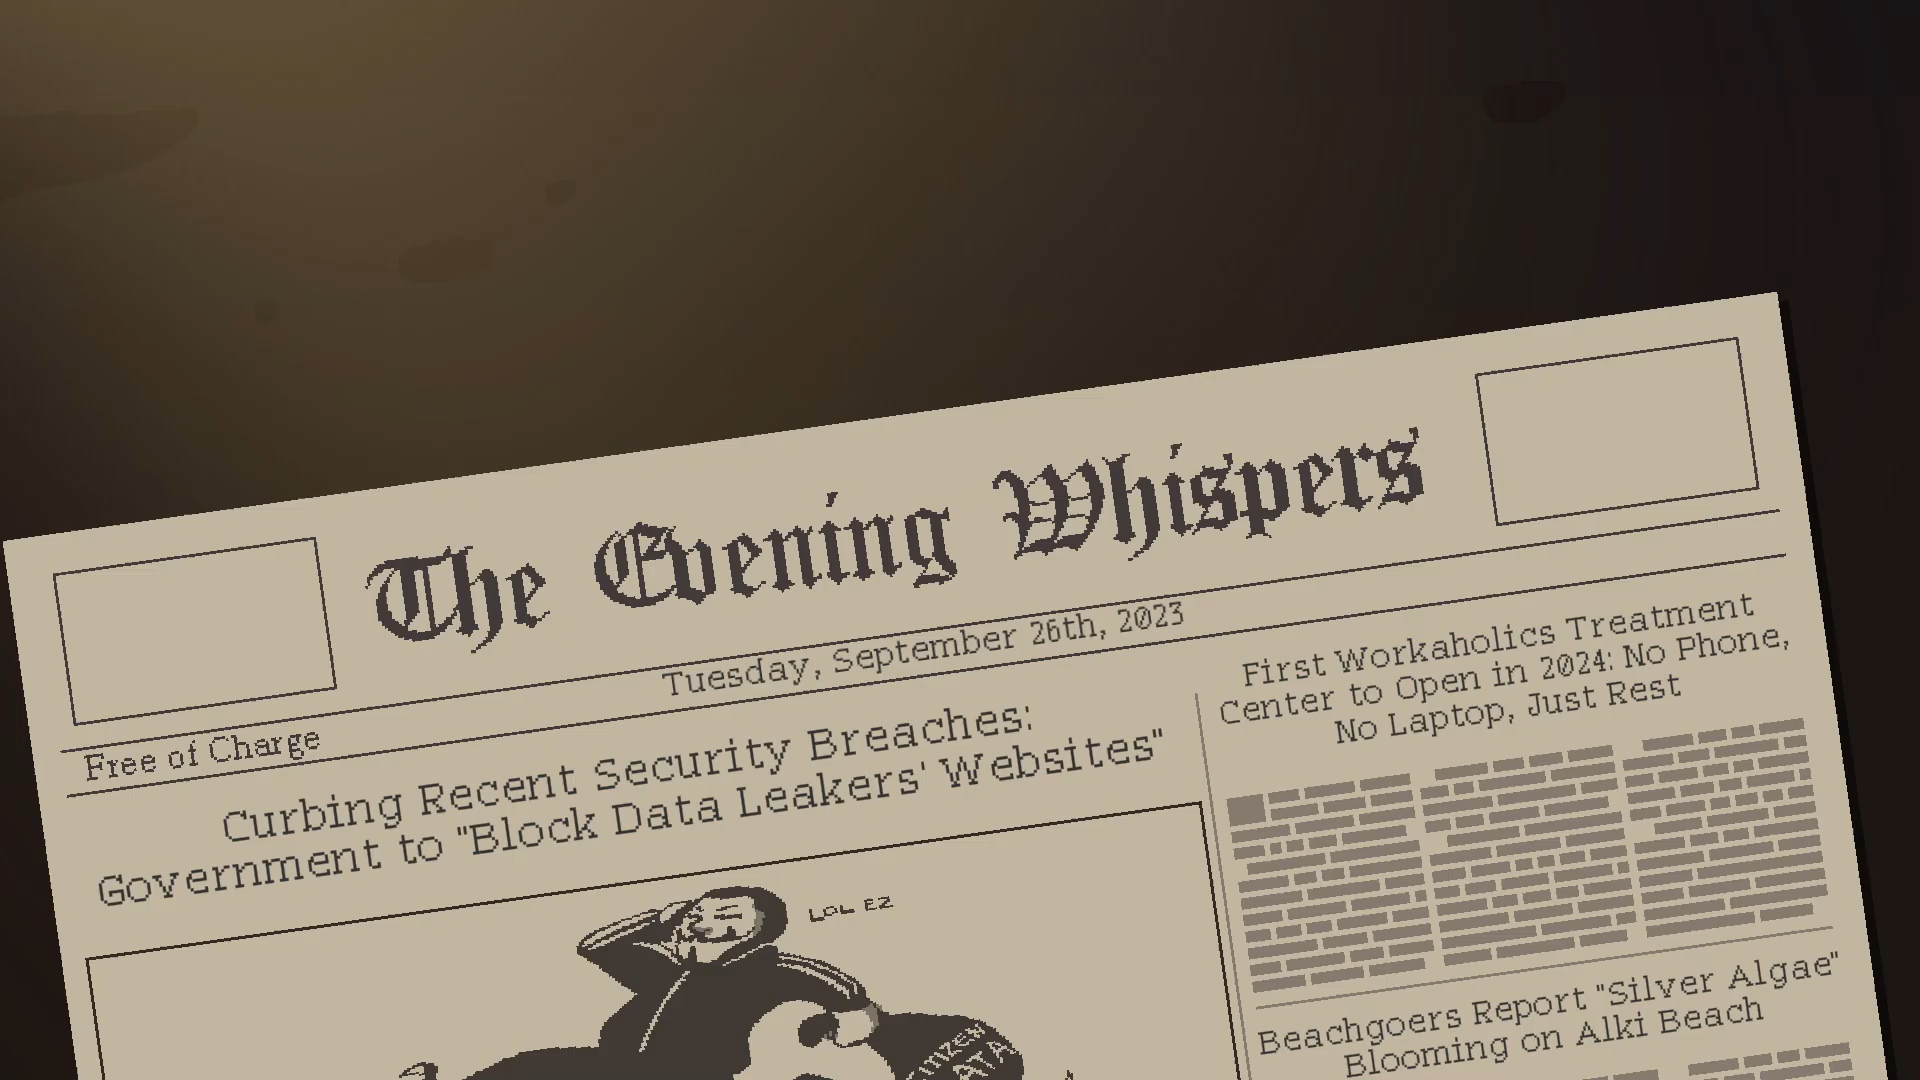 The Evening Whispers
Tuesday, September 26th, 2023
Free of Charge
Curbing Recent Security Breaches:
Government to "Block Data Leakers' Websites"
LOL EZ
First Workaholics Treatment
Center to Open in 2024: No Phone,
No Laptop, Just Rest
Beachgoers Report "Silver Algae"
Blooming on Alki Beach